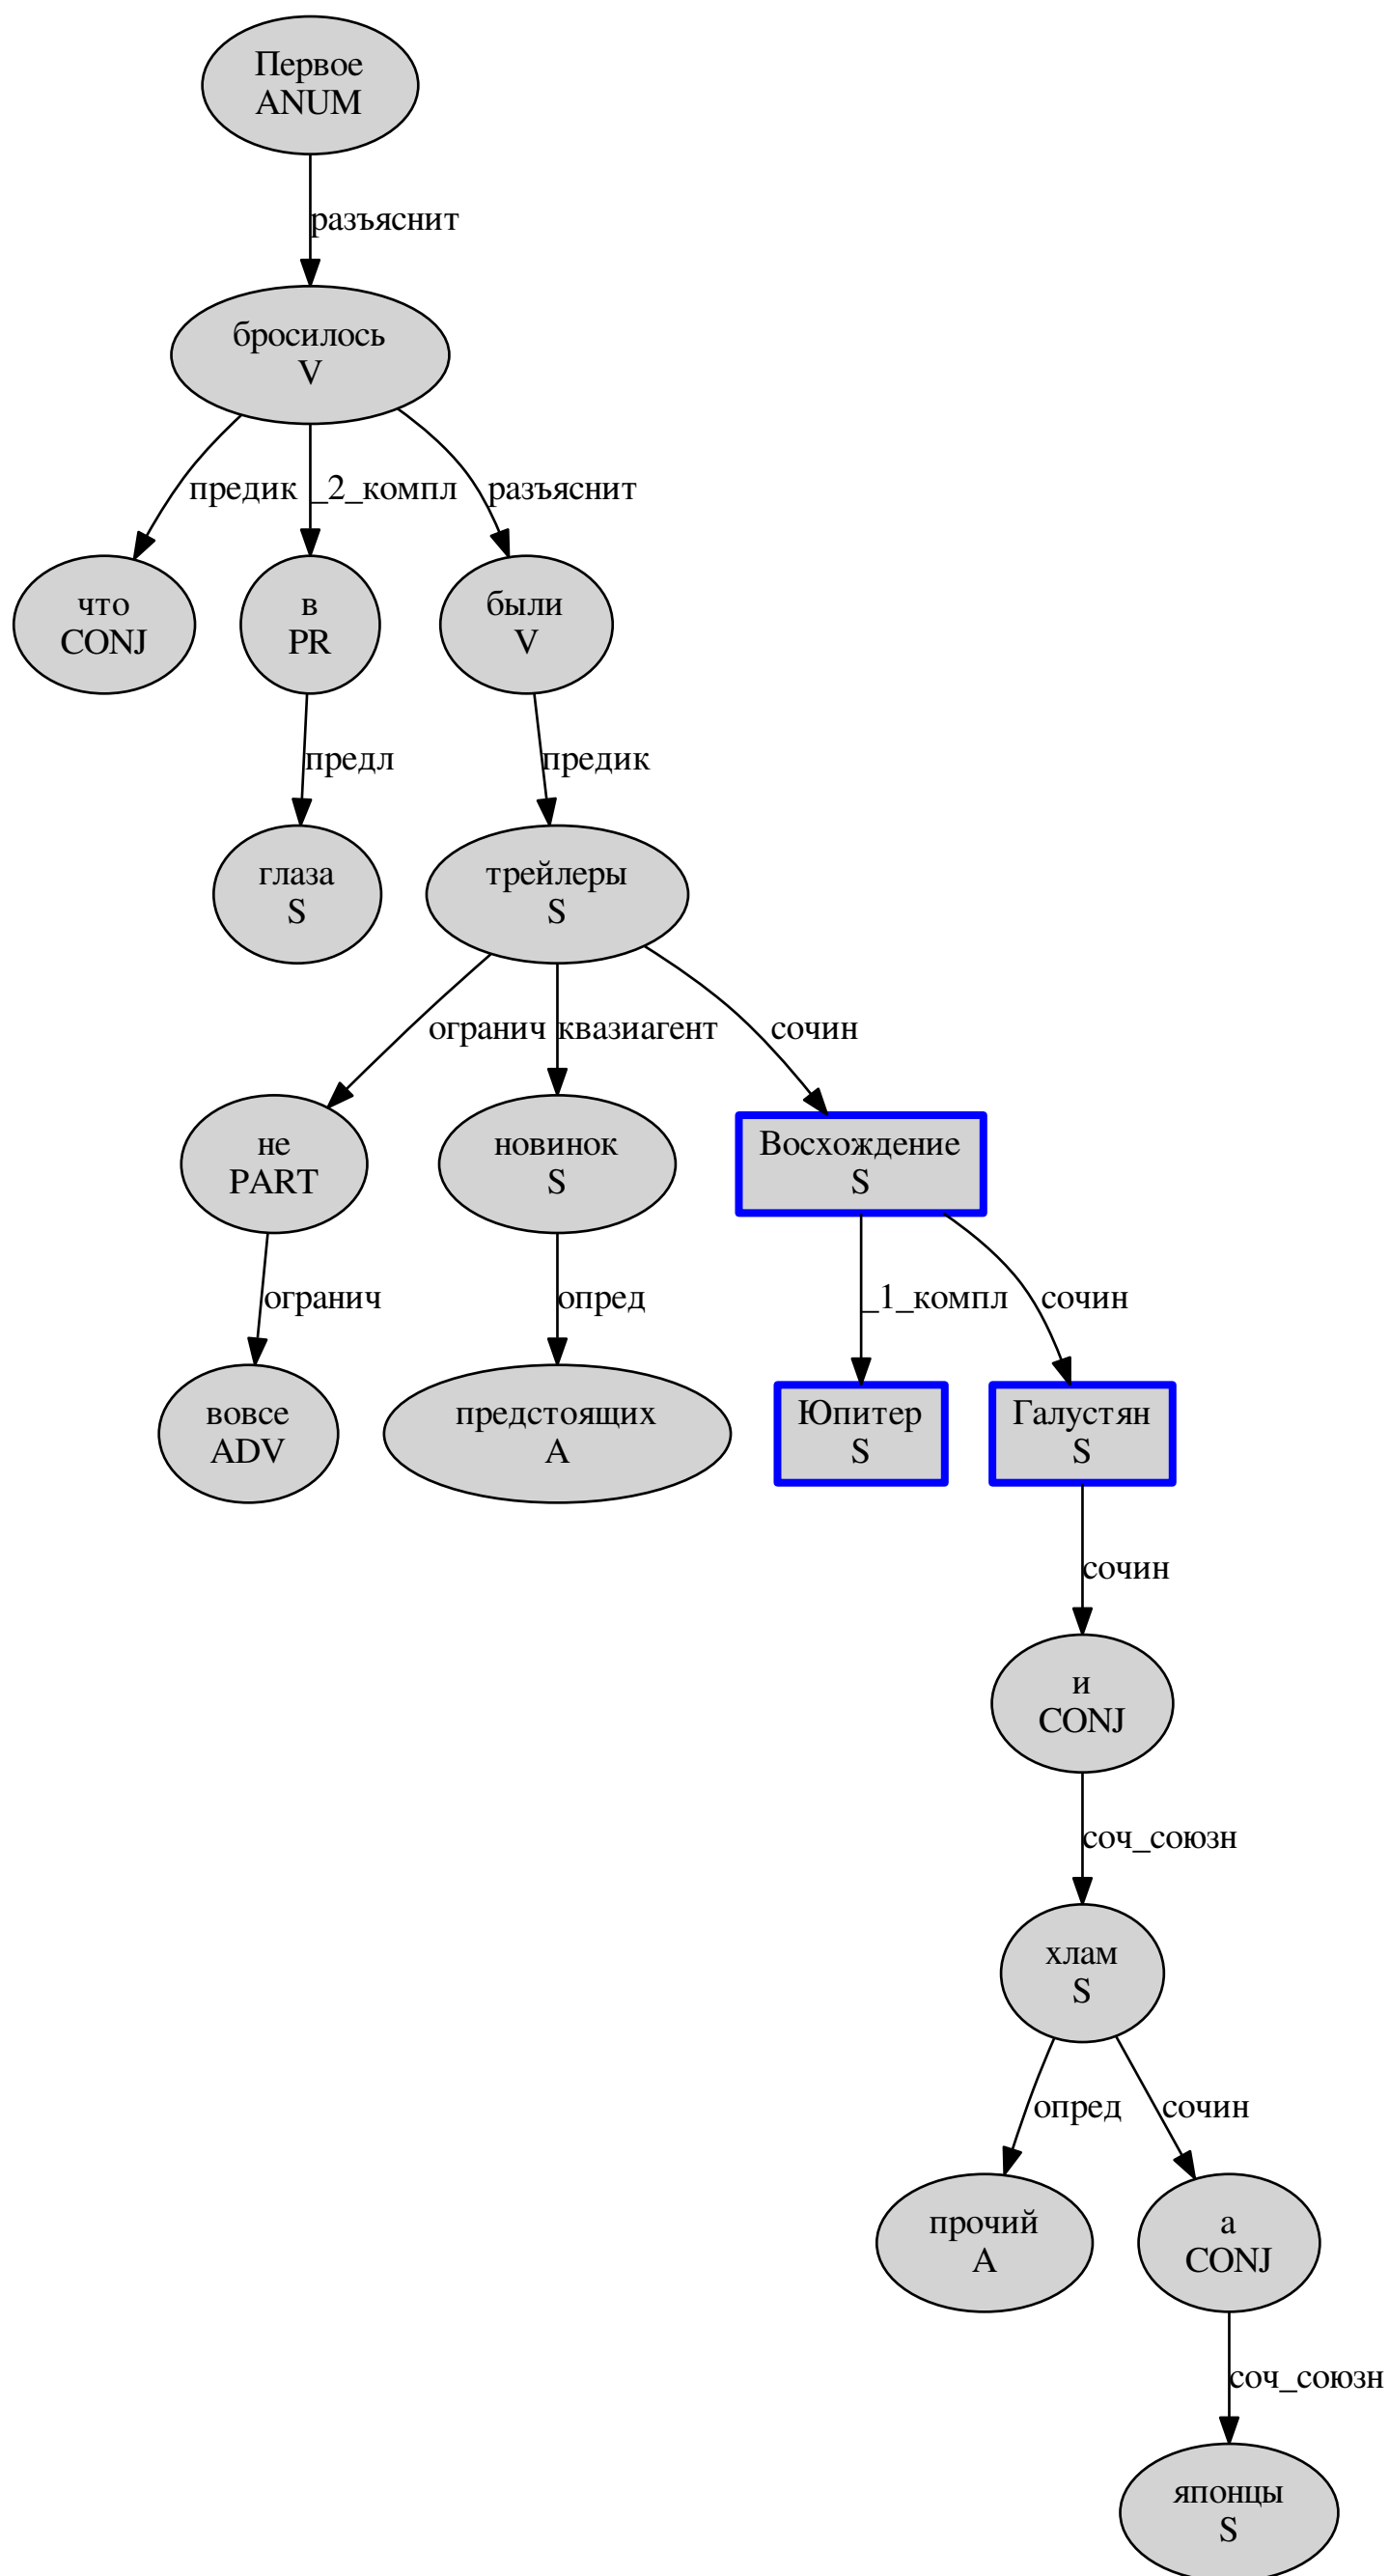 Первое
ANUM
разъяснит
бросилось
V
предик
_2_компл
разъяснит
что
CONJ
в
PR
были
V
предл
предик
глаза
S
трейлеры
S
огранич
квазиагент
сочин
не
PART
новинок
S
Восхождение
S
огранич
опред
_1_компл
сочин
вовсе
ADV
предстоящих
A
Юпитер
S
Галустян
S
сочин
и
CONJ
соч_союзн
хлам
S
опред
сочин
прочий
A
а
CONJ
соч_союзн
японцы
S